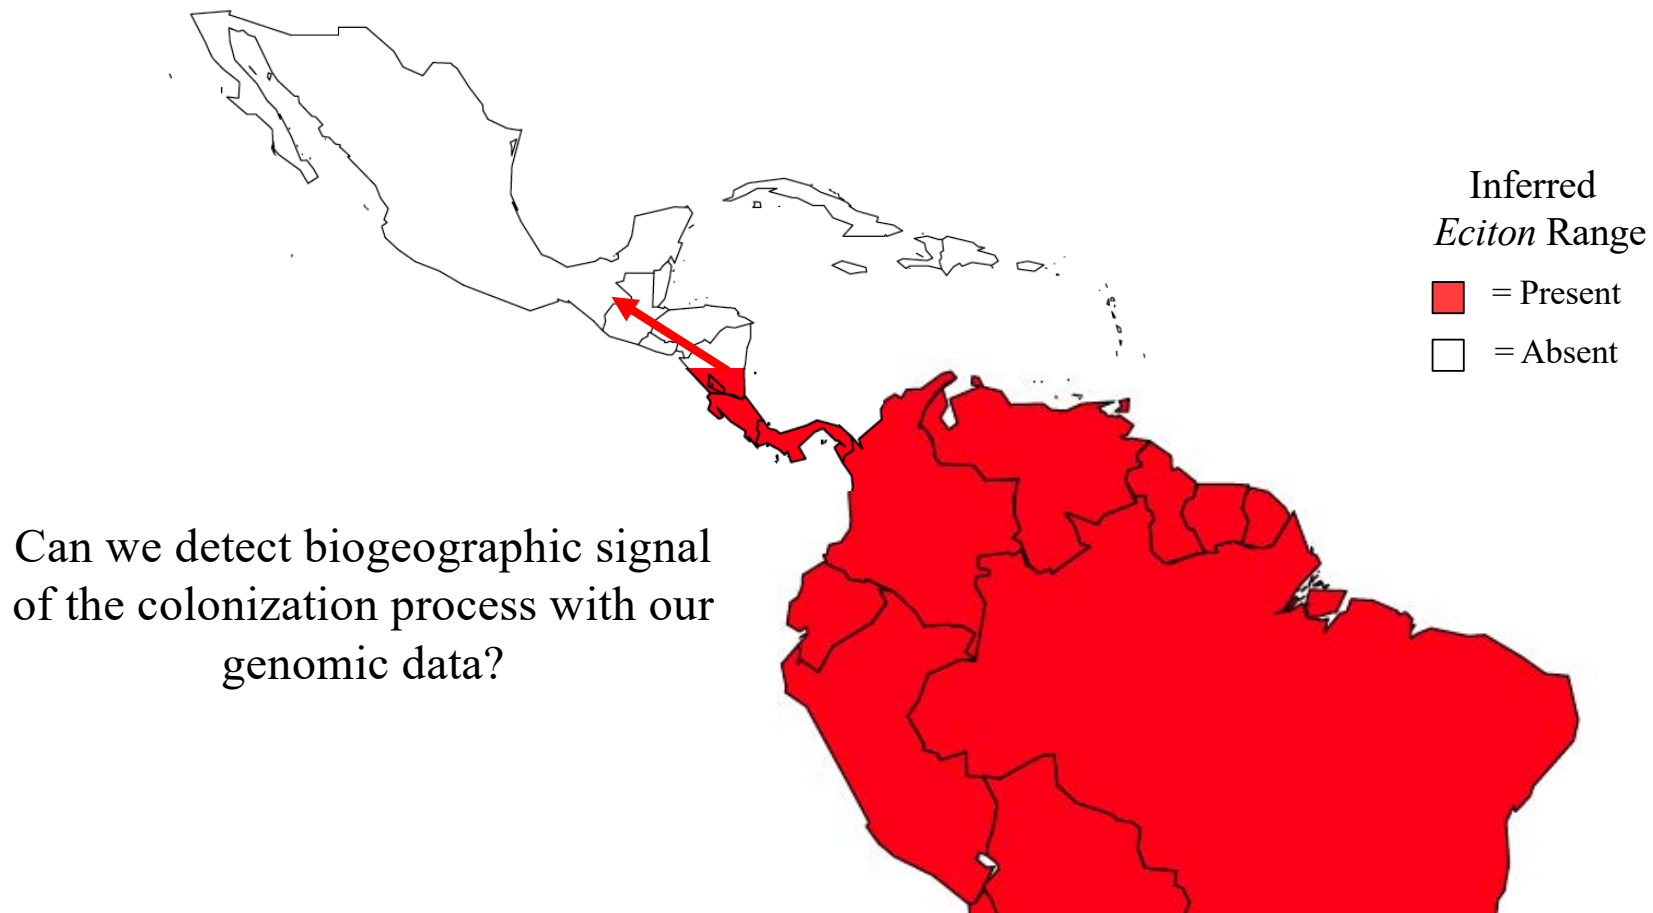 Inferred
Eciton Range
= Present
= Absent
Can we detect biogeographic signal
of the colonization process with our
genomic data?